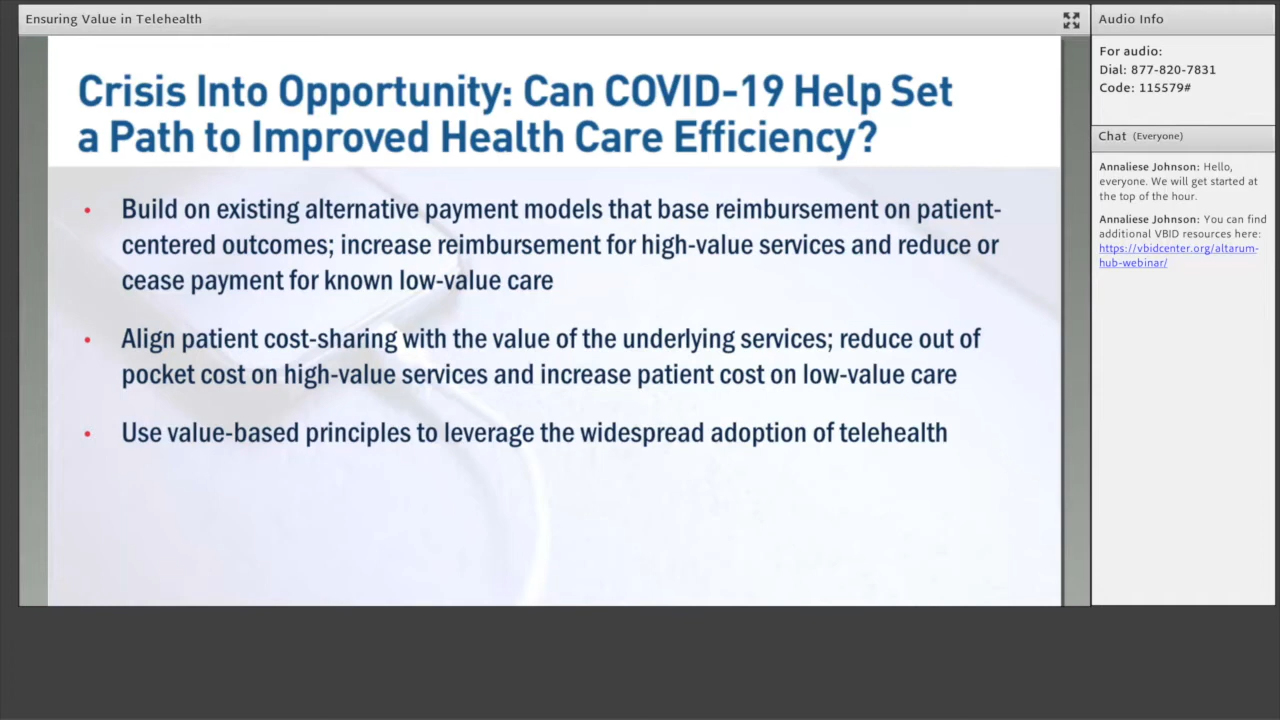 Ensuring Value in Telehealth
Crisis Into Opportunity: Can COVID-19 Help Set
a Path to Improved Health Care Efficiency?
• Build on existing alternative payment models that base reimbursement on patient-
centered outcomes; increase reimbursement for high-value services and reduce or
cease payment for known low-value care
• Align patient cost-sharing with the value of the underlying services; reduce out of
pocket cost on high-value services and increase patient cost on low-value care
• Use value-based principles to leverage the widespread adoption of telehealth
Audio Info
For audio:
Dial: 877-820-7831
Code: 115579#
Chat (Everyone)
Annaliese Johnson: Hello,
everyone. We will get started at
the top of the hour.
Annaliese Johnson: You can find
additional VBID resources here:
https://vbidcenter.org/altarum-
hub-webinar/